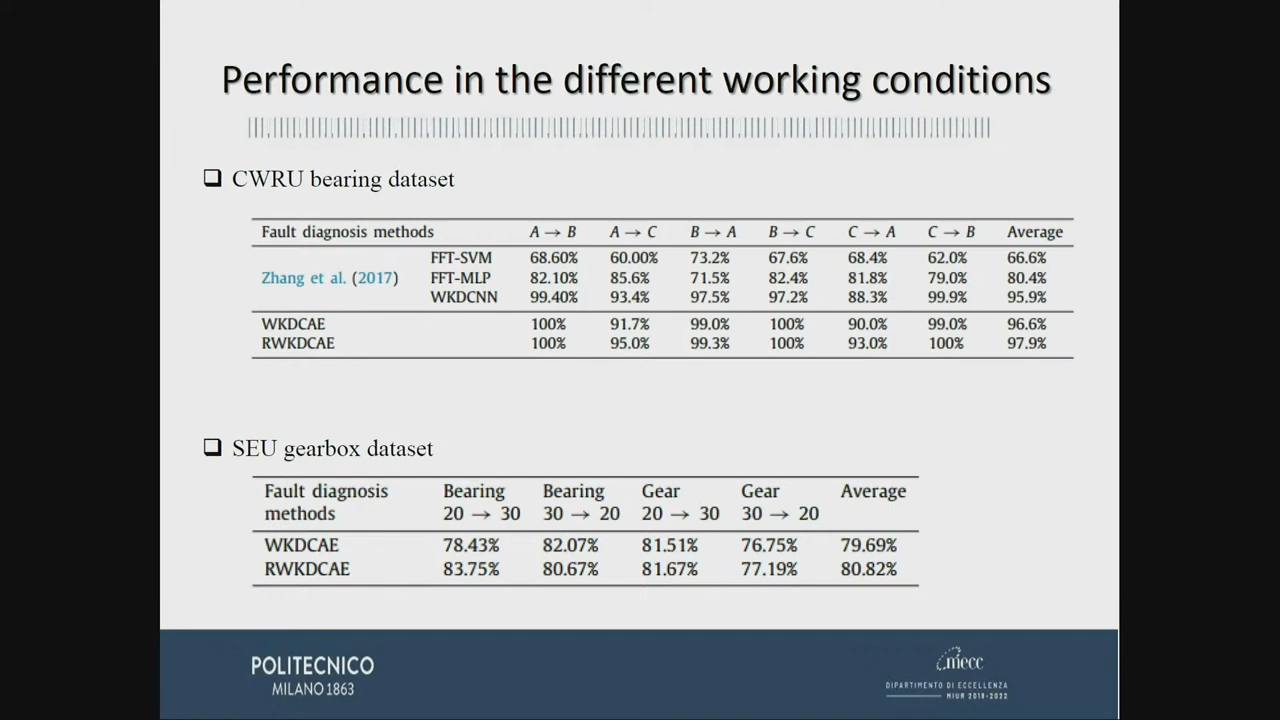 Performance in the different working conditions
❑ CWRU bearing dataset
Fault diagnosis methods A → B A → C B → A B → C C → A C → B Average
FFT-SVM 68.60% 60.00% 73.2% 67.6% 68.4% 62.0% 66.6%
Zhang et al. (2017) FFT-MLP 82.10% 85.6% 71.5% 82.4% 81.8% 79.0% 80.4%
WKDCNN 99.40% 93.4% 97.5% 97.2% 88.3% 99.9% 95.9%
WKDCAE 100% 91.7% 99.0% 100% 90.0% 99.0% 96.6%
RWKDCAE 100% 95.0% 99.3% 100% 93.0% 100% 97.9%
❑ SEU gearbox dataset
Fault diagnosis Bearing Bearing Gear Gear Average
methods 20 → 30 30 → 20 20 → 30 30 → 20
WKDCAE 78.43% 82.07% 81.51% 76.75% 79.69%
RWKDCAE 83.75% 80.67% 81.67% 77.19% 80.82%
POLITECNICO
MILANO 1863
mecc
DIPARTIMENTO DI ECCELLENZA
MIUR 2018-2022